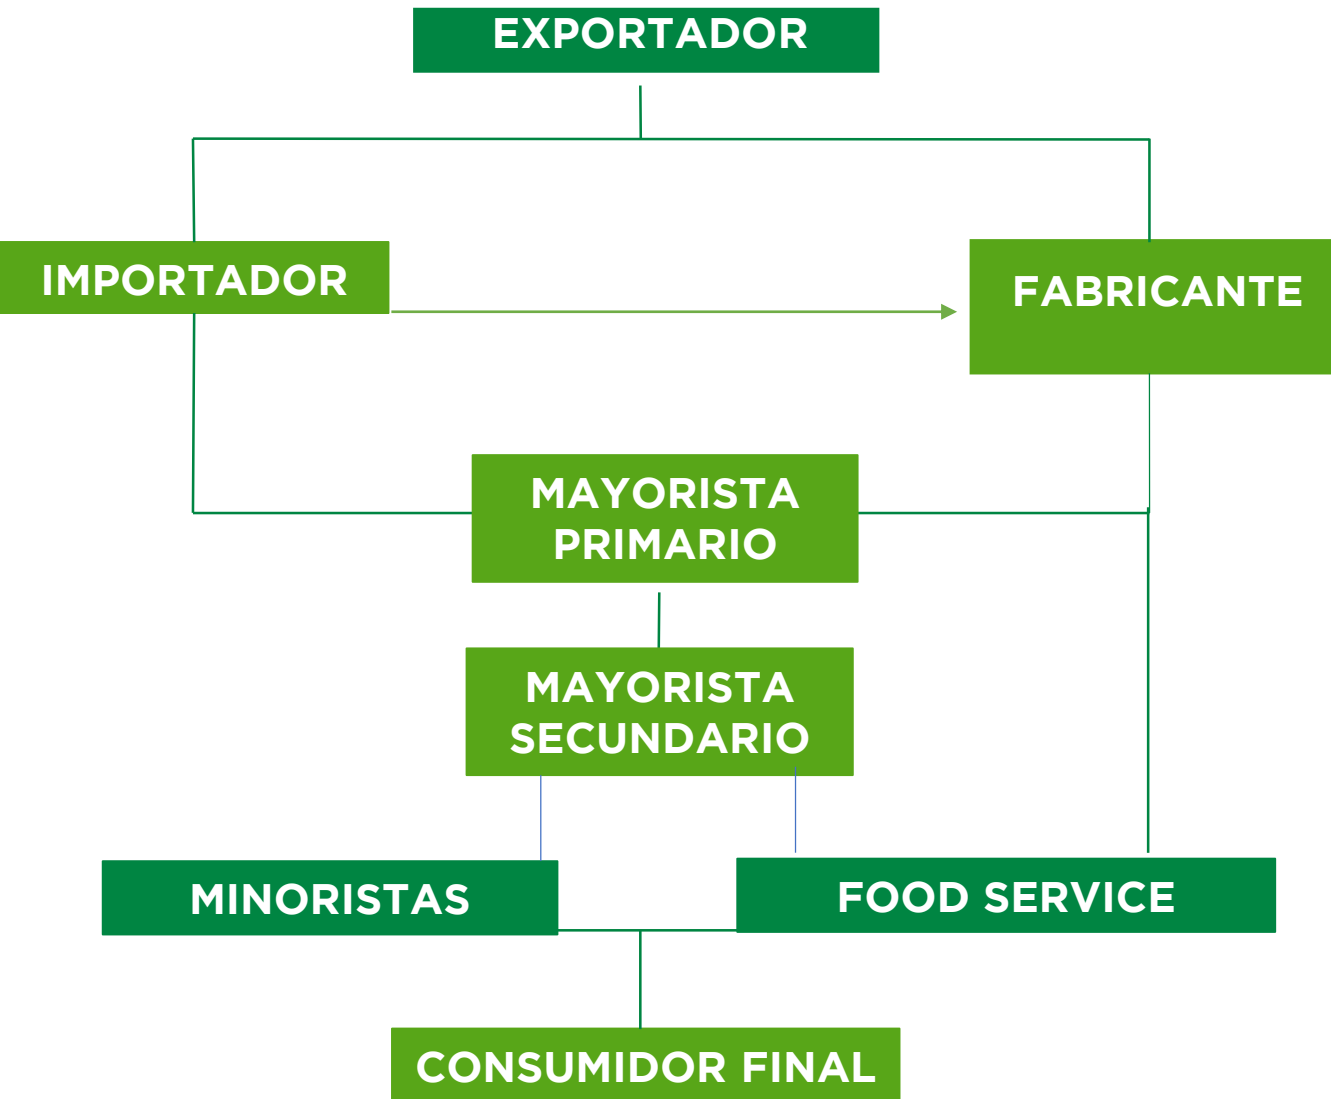 EXPORTADOR
IMPORTADOR
FABRICANTE
MAYORISTA
PRIMARIO
MAYORISTA
SECUNDARIO
MINORISTAS
FOOD SERVICE
CONSUMIDOR FINAL